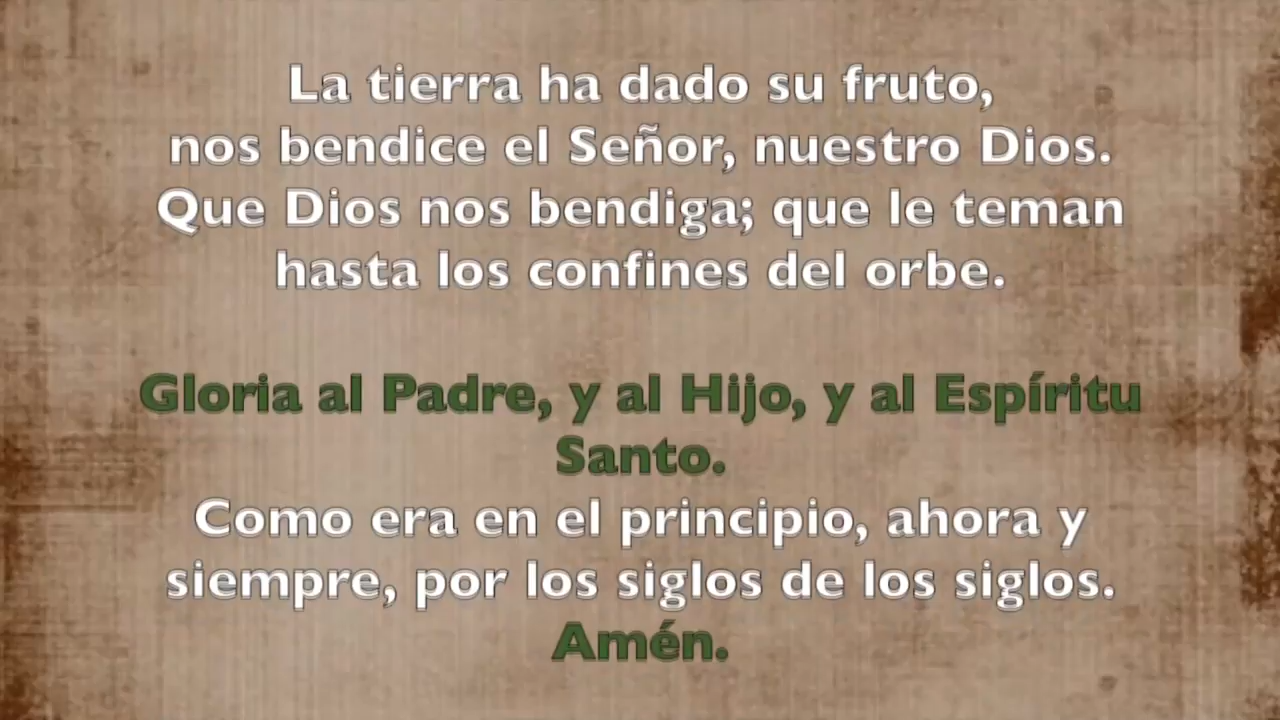 La tierra ha dado su fruto,
nos bendice el Señor, nuestro Dios.
Que Dios nos bendiga; que le teman
hasta los confines del orbe.
Gloria al Padre, y al Hijo, y al Espíritu
Santo.
Como era en el principio, ahora y
siempre, por los siglos de los siglos.
Amén.